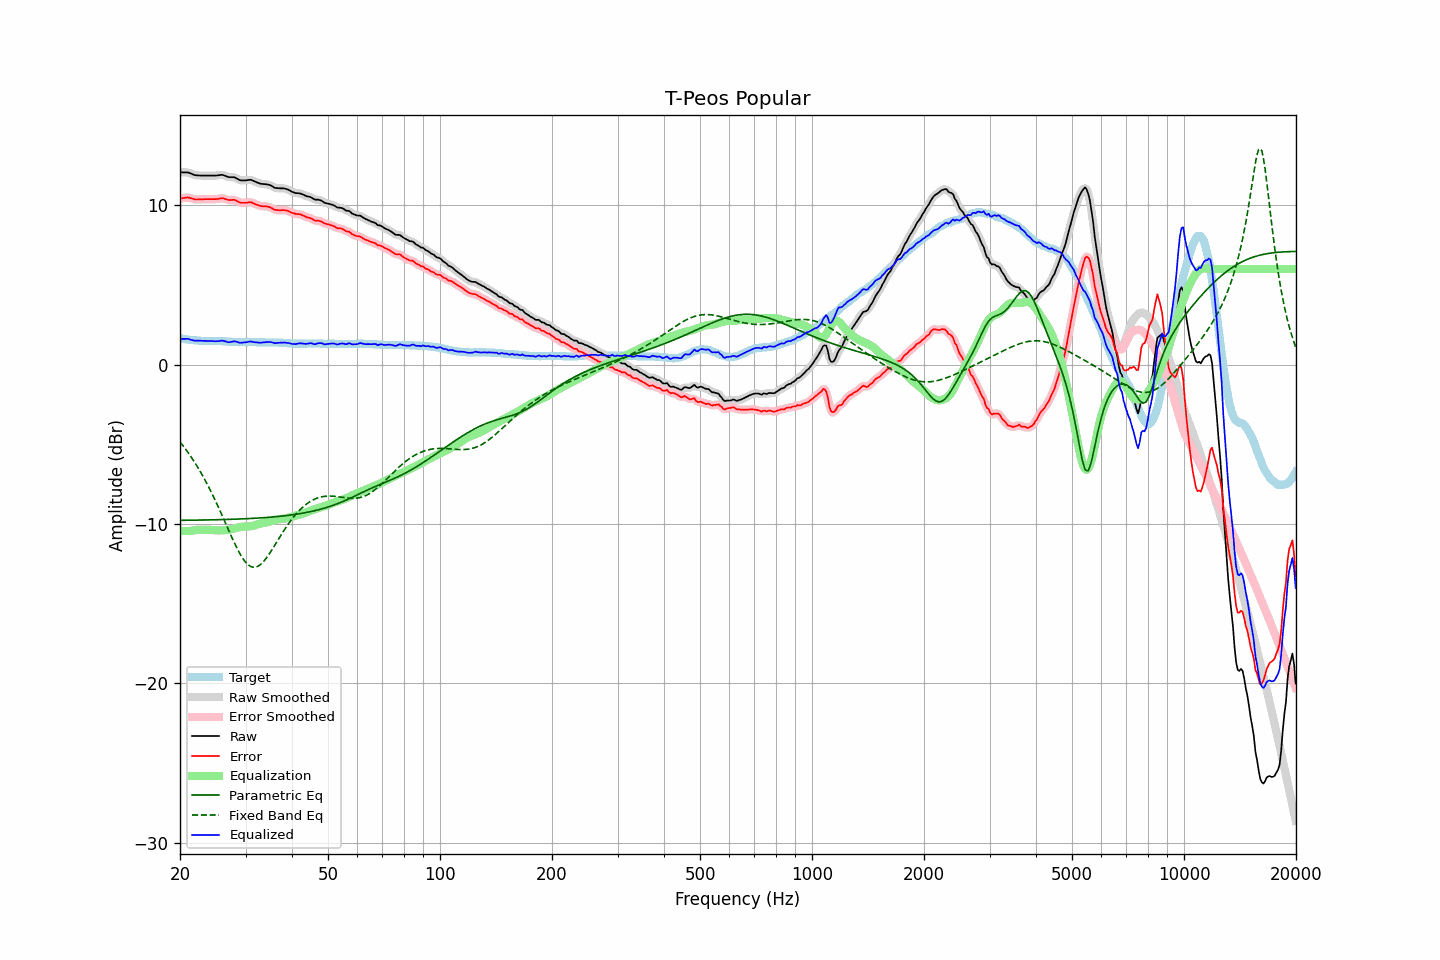 T-Peos Popular
Amplitude (dBr)
10
0
−10
−20
−30
Target
Raw Smoothed
Error Smoothed
Raw
Error
Equalization
Parametric Eq
Fixed Band Eq
Equalized
20 50 100 200 500 1000 2000 5000 10000 20000
Frequency (Hz)